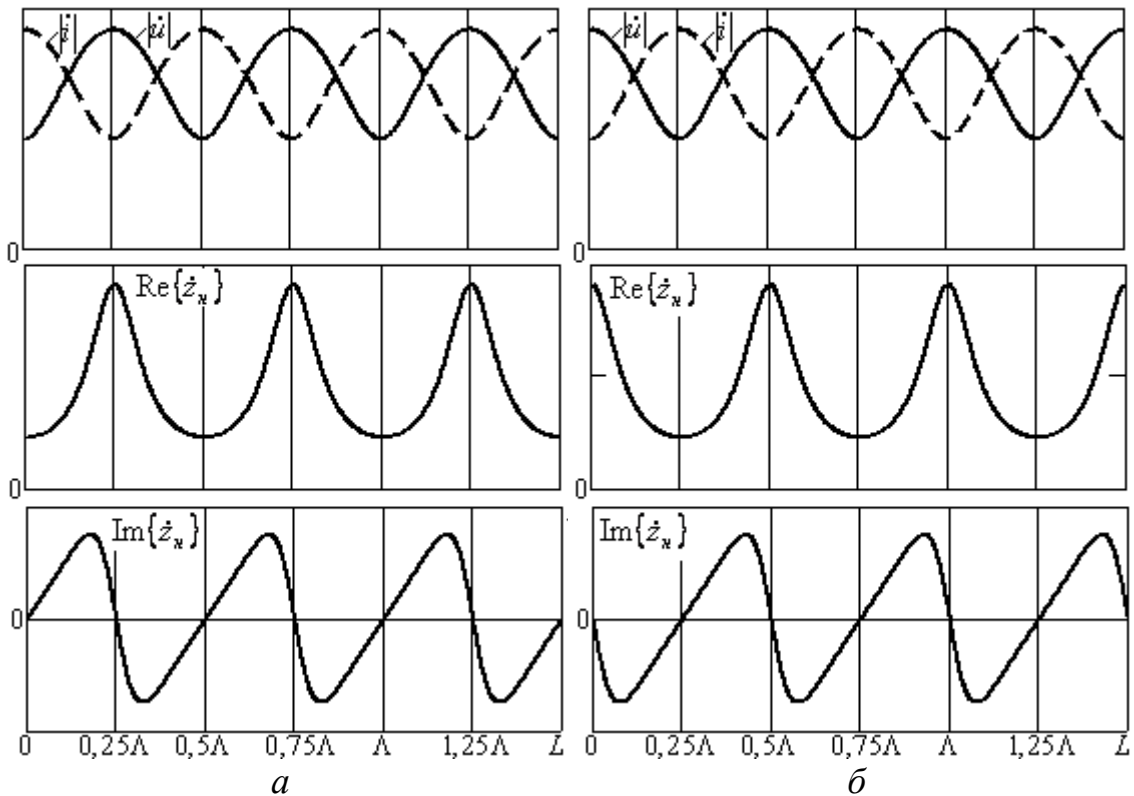 |i̇| |u̇| |u̇| |i̇|
0 0
Re{ż_н} Re{ż_н}
0 0
Im{ż_н} Im{ż_н}
0 0
0 0,25Λ 0,5Λ 0,75Λ Λ 1,25Λ L 0 0,25Λ 0,5Λ 0,75Λ Λ 1,25Λ L
а б